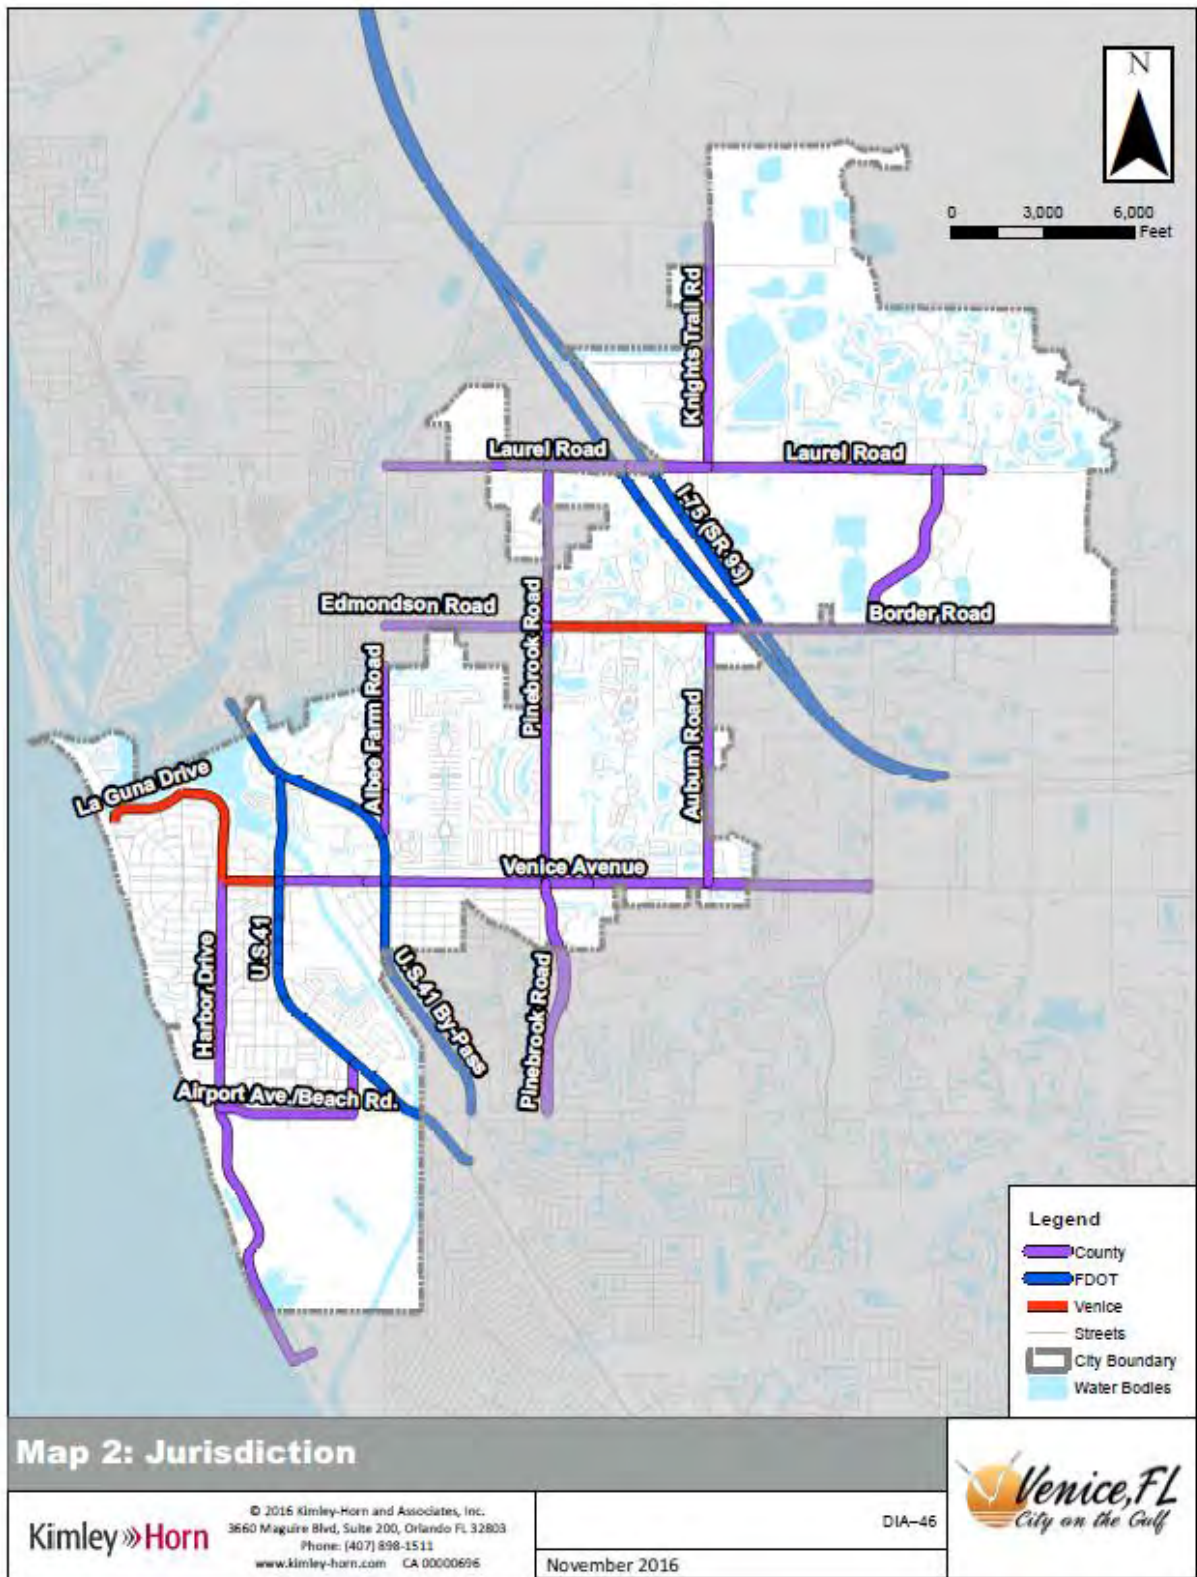 N
0 3,000 6,000
Feet
Knights Trail Rd
Laurel Road
Laurel Road
I-75 (SR 93)
Edmondson Road
Pinebrook Road
Border Road
Albee Farm Road
Auburn Road
La Guna Drive
Venice Avenue
U.S.41
Harbor Drive
U.S.41 By-Pass
Pinebrook Road
Airport Ave./Beach Rd.
Legend
County
FDOT
Venice
Streets
City Boundary
Water Bodies
Map 2: Jurisdiction
Kimley»Horn
© 2016 Kimley-Horn and Associates, Inc.
3660 Maguire Blvd, Suite 200, Orlando FL 32803
Phone: (407) 898-1511
www.kimley-horn.com CA 00000696
DIA–46
November 2016
Venice, FL
City on the Gulf